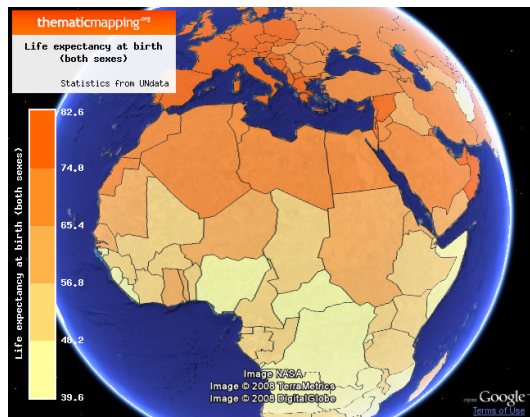 thematicmapping.org
Life expectancy at birth
(both sexes)
Statistics from UNdata
82.6
74.0
65.4
56.8
48.2
39.6
Life expectancy at birth (both sexes)
Image NASA
Image © 2008 TerraMetrics
Image © 2008 DigitalGlobe
©2008 Google
Terms of Use